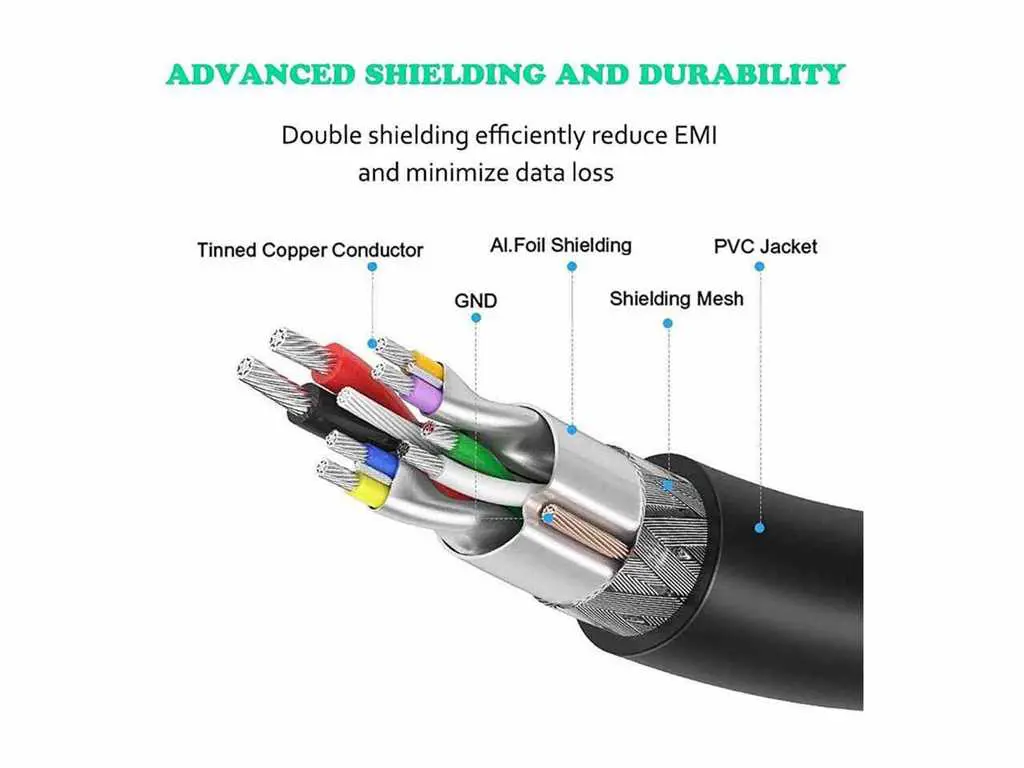 ADVANCED SHIELDING AND DURABILITY
Double shielding efficiently reduce EMI
and minimize data loss
Tinned Copper Conductor
Al.Foil Shielding
PVC Jacket
GND
Shielding Mesh